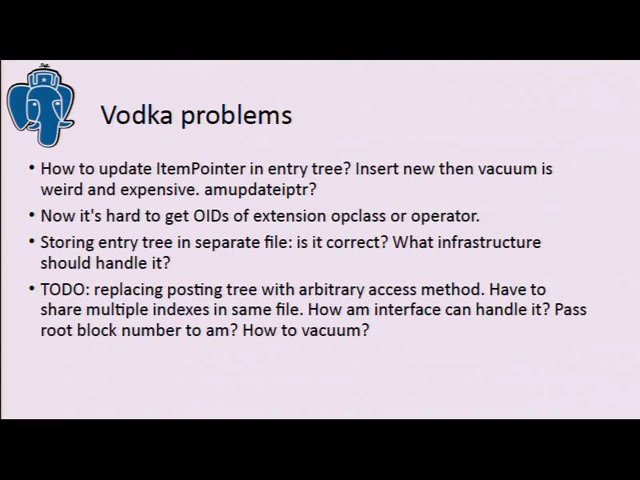 Vodka problems
• How to update ItemPointer in entry tree? Insert new then vacuum is
weird and expensive. amupdateiptr?
• Now it's hard to get OIDs of extension opclass or operator.
• Storing entry tree in separate file: is it correct? What infrastructure
should handle it?
• TODO: replacing posting tree with arbitrary access method. Have to
share multiple indexes in same file. How am interface can handle it? Pass
root block number to am? How to vacuum?